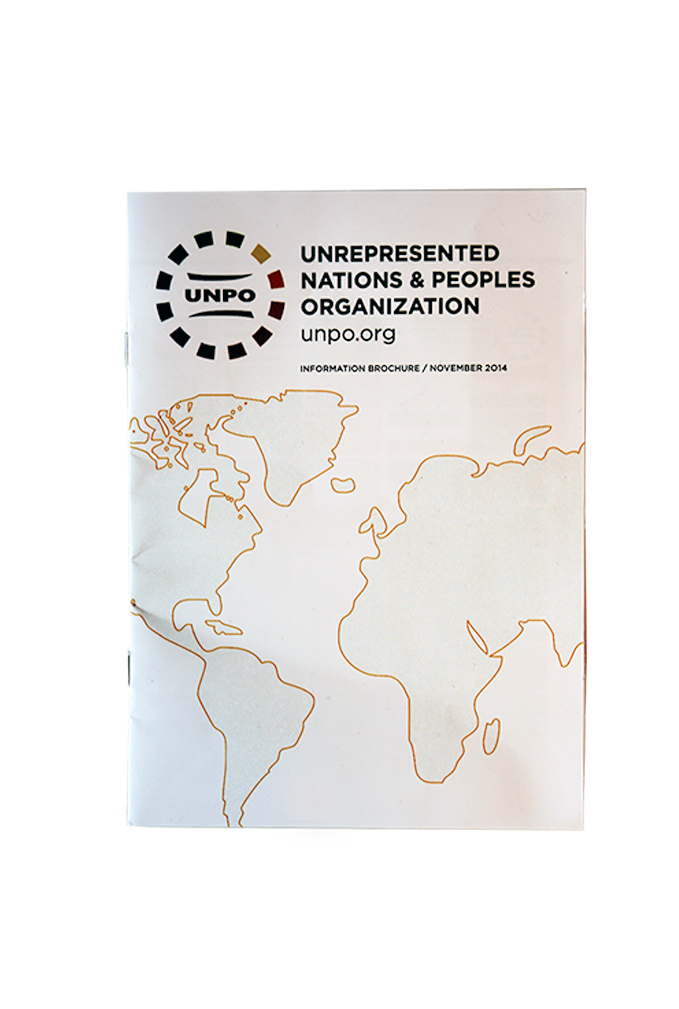 UNPO
UNREPRESENTED
NATIONS & PEOPLES
ORGANIZATION
unpo.org
INFORMATION BROCHURE / NOVEMBER 2014